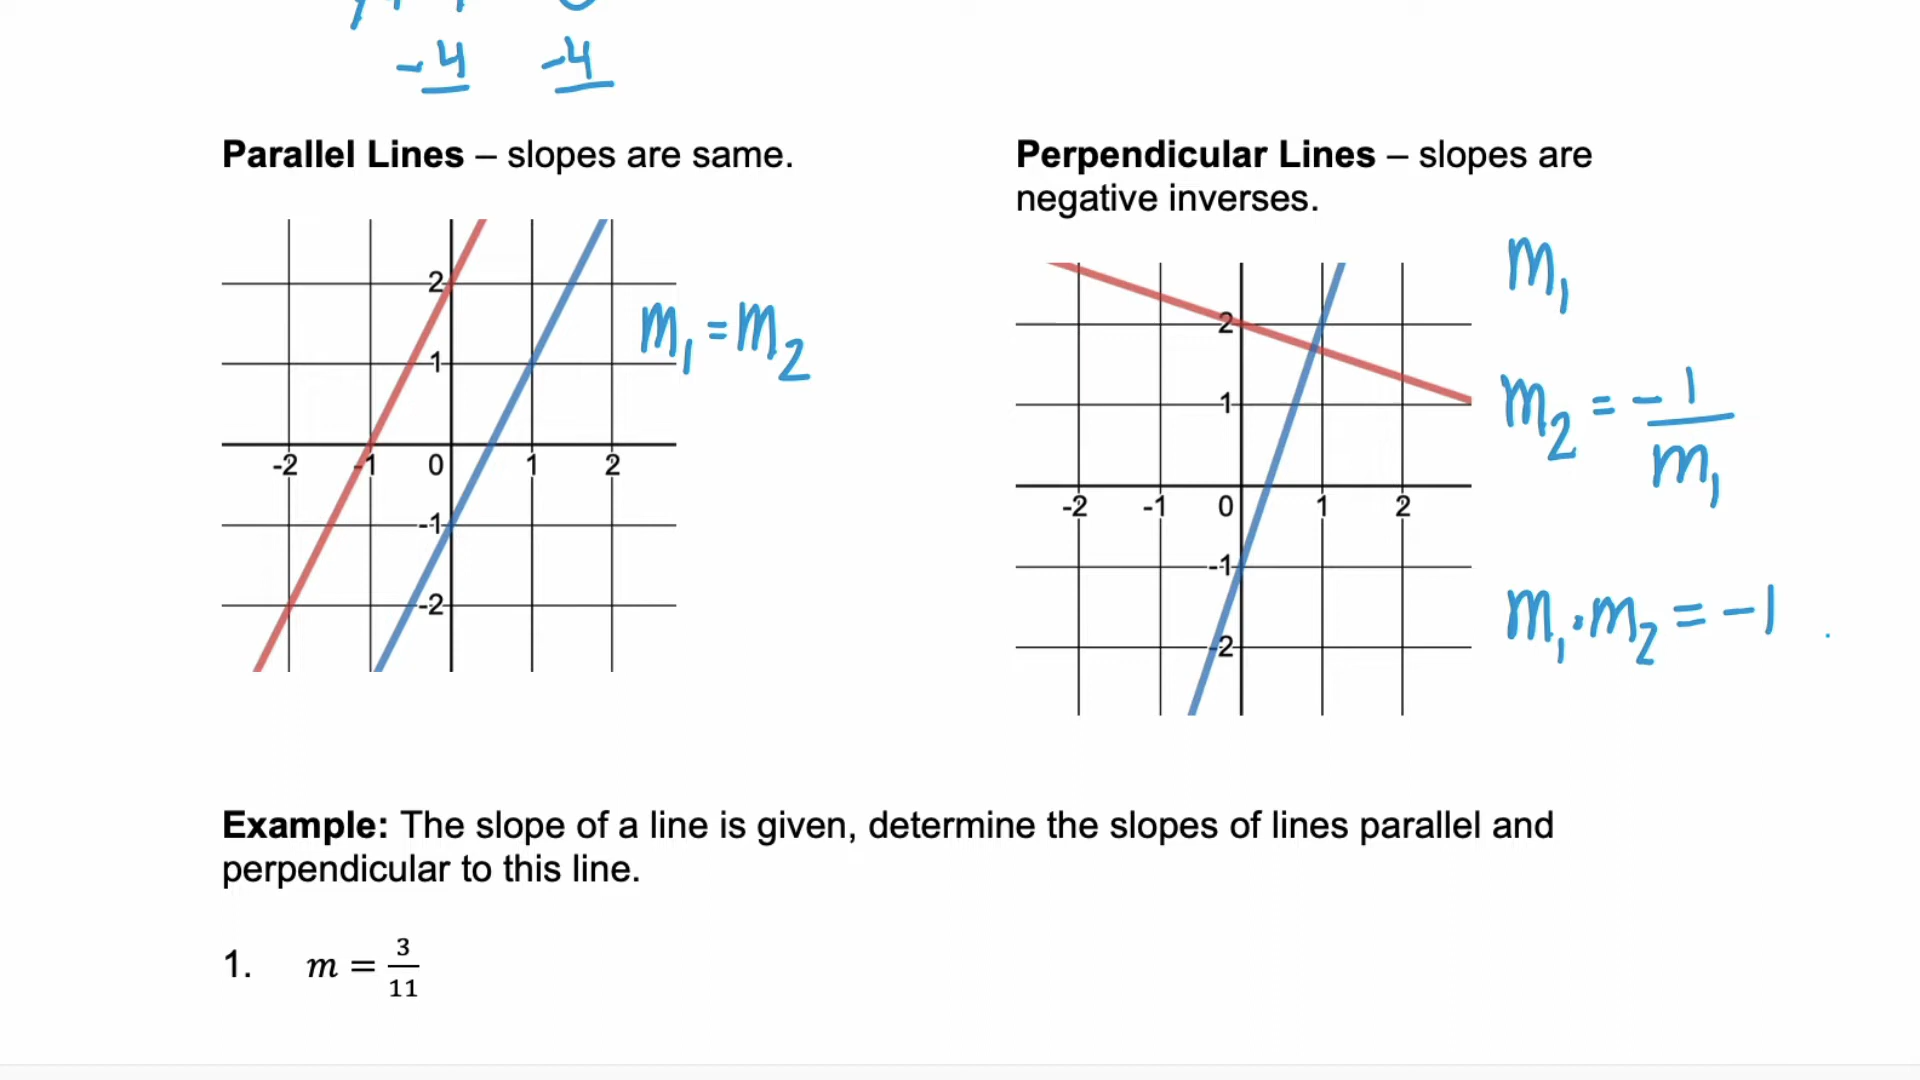 -4 -4
Parallel Lines – slopes are same.
2
1
-2 -1 0 1 2
-1
-2
m₁ = m₂
Perpendicular Lines – slopes are
negative inverses.
2
1
-2 -1 0 1 2
-1
-2
m₁
m₂ = -1/m₁
m₁·m₂ = -1
Example: The slope of a line is given, determine the slopes of lines parallel and
perpendicular to this line.
1. m = 3/11